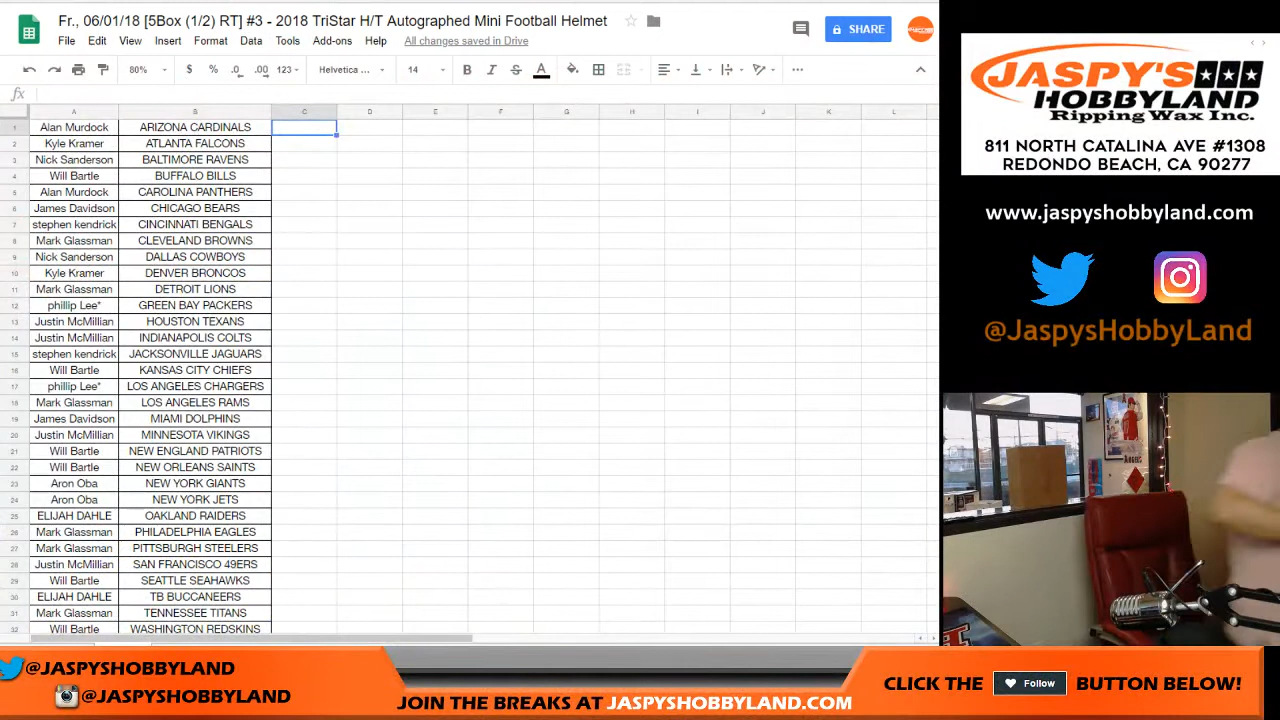 Fr., 06/01/18 [5Box (1/2) RT] #3 - 2018 TriStar H/T Autographed Mini Football Helmet
File Edit View Insert Format Data Tools Add-ons Help All changes saved in Drive
SHARE
80% $ % .0 .00 123 Helvetica ... 14 B I S A
fx
A B C D E F G H I J K L
1 Alan Murdock ARIZONA CARDINALS
2 Kyle Kramer ATLANTA FALCONS
3 Nick Sanderson BALTIMORE RAVENS
4 Will Bartle BUFFALO BILLS
5 Alan Murdock CAROLINA PANTHERS
6 James Davidson CHICAGO BEARS
7 stephen kendrick CINCINNATI BENGALS
8 Mark Glassman CLEVELAND BROWNS
9 Nick Sanderson DALLAS COWBOYS
10 Kyle Kramer DENVER BRONCOS
11 Mark Glassman DETROIT LIONS
12 phillip Lee* GREEN BAY PACKERS
13 Justin McMillian HOUSTON TEXANS
14 Justin McMillian INDIANAPOLIS COLTS
15 stephen kendrick JACKSONVILLE JAGUARS
16 Will Bartle KANSAS CITY CHIEFS
17 phillip Lee* LOS ANGELES CHARGERS
18 Mark Glassman LOS ANGELES RAMS
19 James Davidson MIAMI DOLPHINS
20 Justin McMillian MINNESOTA VIKINGS
21 Will Bartle NEW ENGLAND PATRIOTS
22 Will Bartle NEW ORLEANS SAINTS
23 Aron Oba NEW YORK GIANTS
24 Aron Oba NEW YORK JETS
25 ELIJAH DAHLE OAKLAND RAIDERS
26 Mark Glassman PHILADELPHIA EAGLES
27 Mark Glassman PITTSBURGH STEELERS
28 Justin McMillian SAN FRANCISCO 49ERS
29 Will Bartle SEATTLE SEAHAWKS
30 ELIJAH DAHLE TB BUCCANEERS
31 Mark Glassman TENNESSEE TITANS
32 Will Bartle WASHINGTON REDSKINS
JASPY'S
HOBBYLAND
Ripping Wax Inc.
811 NORTH CATALINA AVE #1308
REDONDO BEACH, CA 90277
www.jaspyshobbyland.com
@JaspysHobbyLand
ANGELS
@JASPYSHOBBYLAND
@JASPYSHOBBYLAND
JOIN THE BREAKS AT JASPYSHOBBYLAND.COM
CLICK THE Follow BUTTON BELOW!